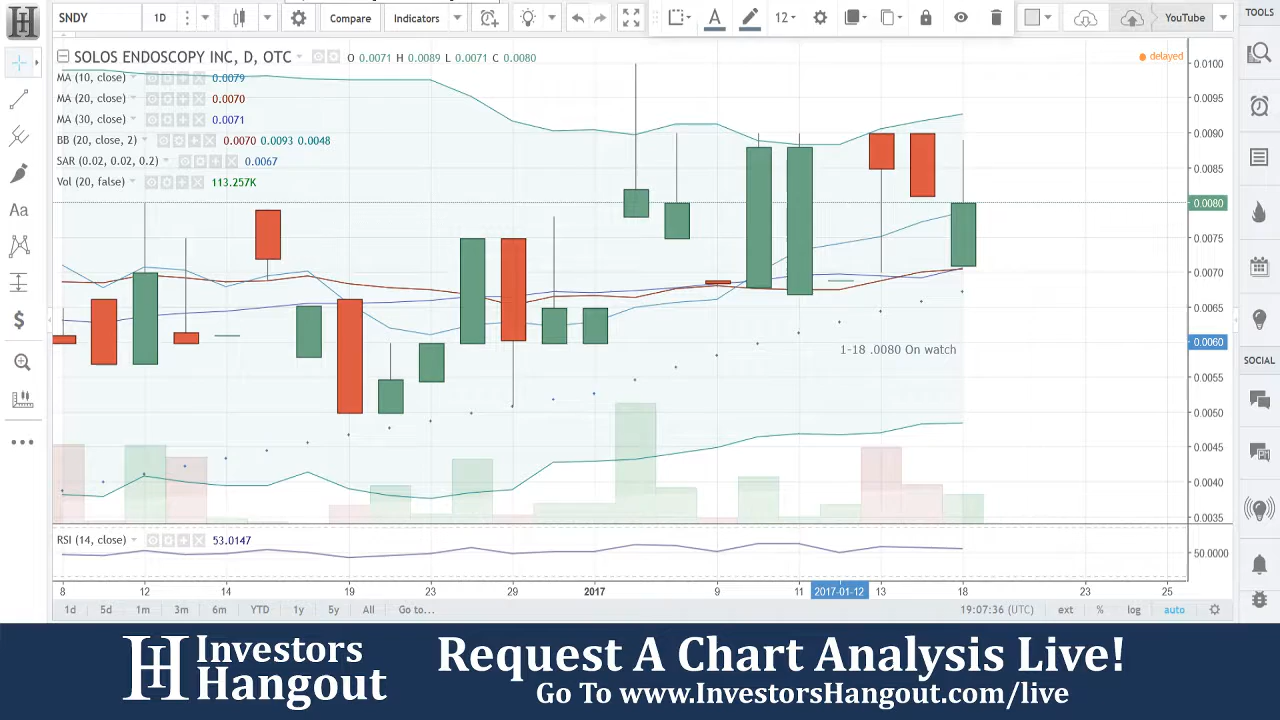 SNDY 1D Compare Indicators 12 YouTube TOOLS
SOLOS ENDOSCOPY INC, D, OTC O 0.0071 H 0.0089 L 0.0071 C 0.0080
delayed
MA (10, close) 0.0079
MA (20, close) 0.0070
MA (30, close) 0.0071
BB (20, close, 2) 0.0070 0.0093 0.0048
SAR (0.02, 0.02, 0.2) 0.0067
Vol (20, false) 113.257K
0.0100
0.0095
0.0090
0.0085
0.0080
0.0075
0.0070
0.0065
0.0060
0.0055
0.0050
0.0045
0.0040
0.0035
1-18 .0080 On watch
Aa
$
SOCIAL
RSI (14, close) 53.0147
50.0000
8 12 14 19 23 29 2017 9 11 2017-01-12 13 18 23 25
1d 5d 1m 3m 6m YTD 1y 5y All Go to... 19:07:36 (UTC) ext % log auto
Investors
Hangout
Request A Chart Analysis Live!
Go To www.InvestorsHangout.com/live